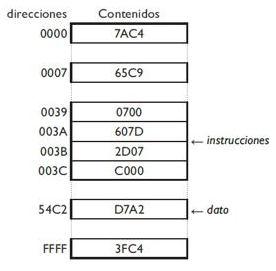 direcciones Contenidos
0000 7AC4
0007 65C9
0039 0700
003A 607D
← instrucciones
003B 2D07
003C C000
54C2 D7A2 ← dato
FFFF 3FC4